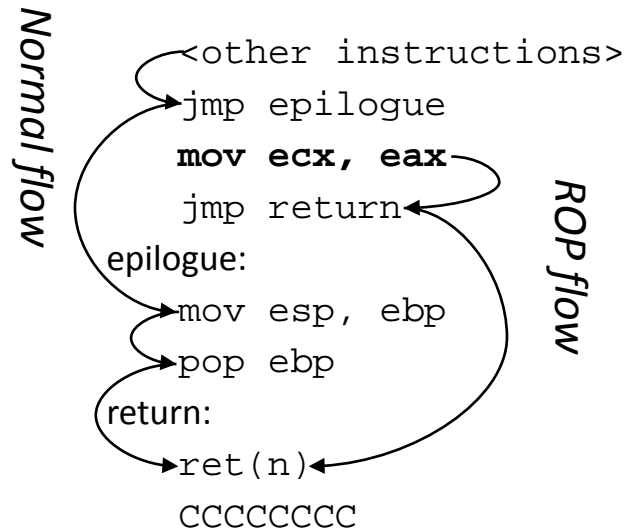 Normal flow
<other instructions>
jmp epilogue
mov ecx, eax
jmp return
ROP flow
epilogue:
mov esp, ebp
pop ebp
return:
ret(n)
CCCCCCCC